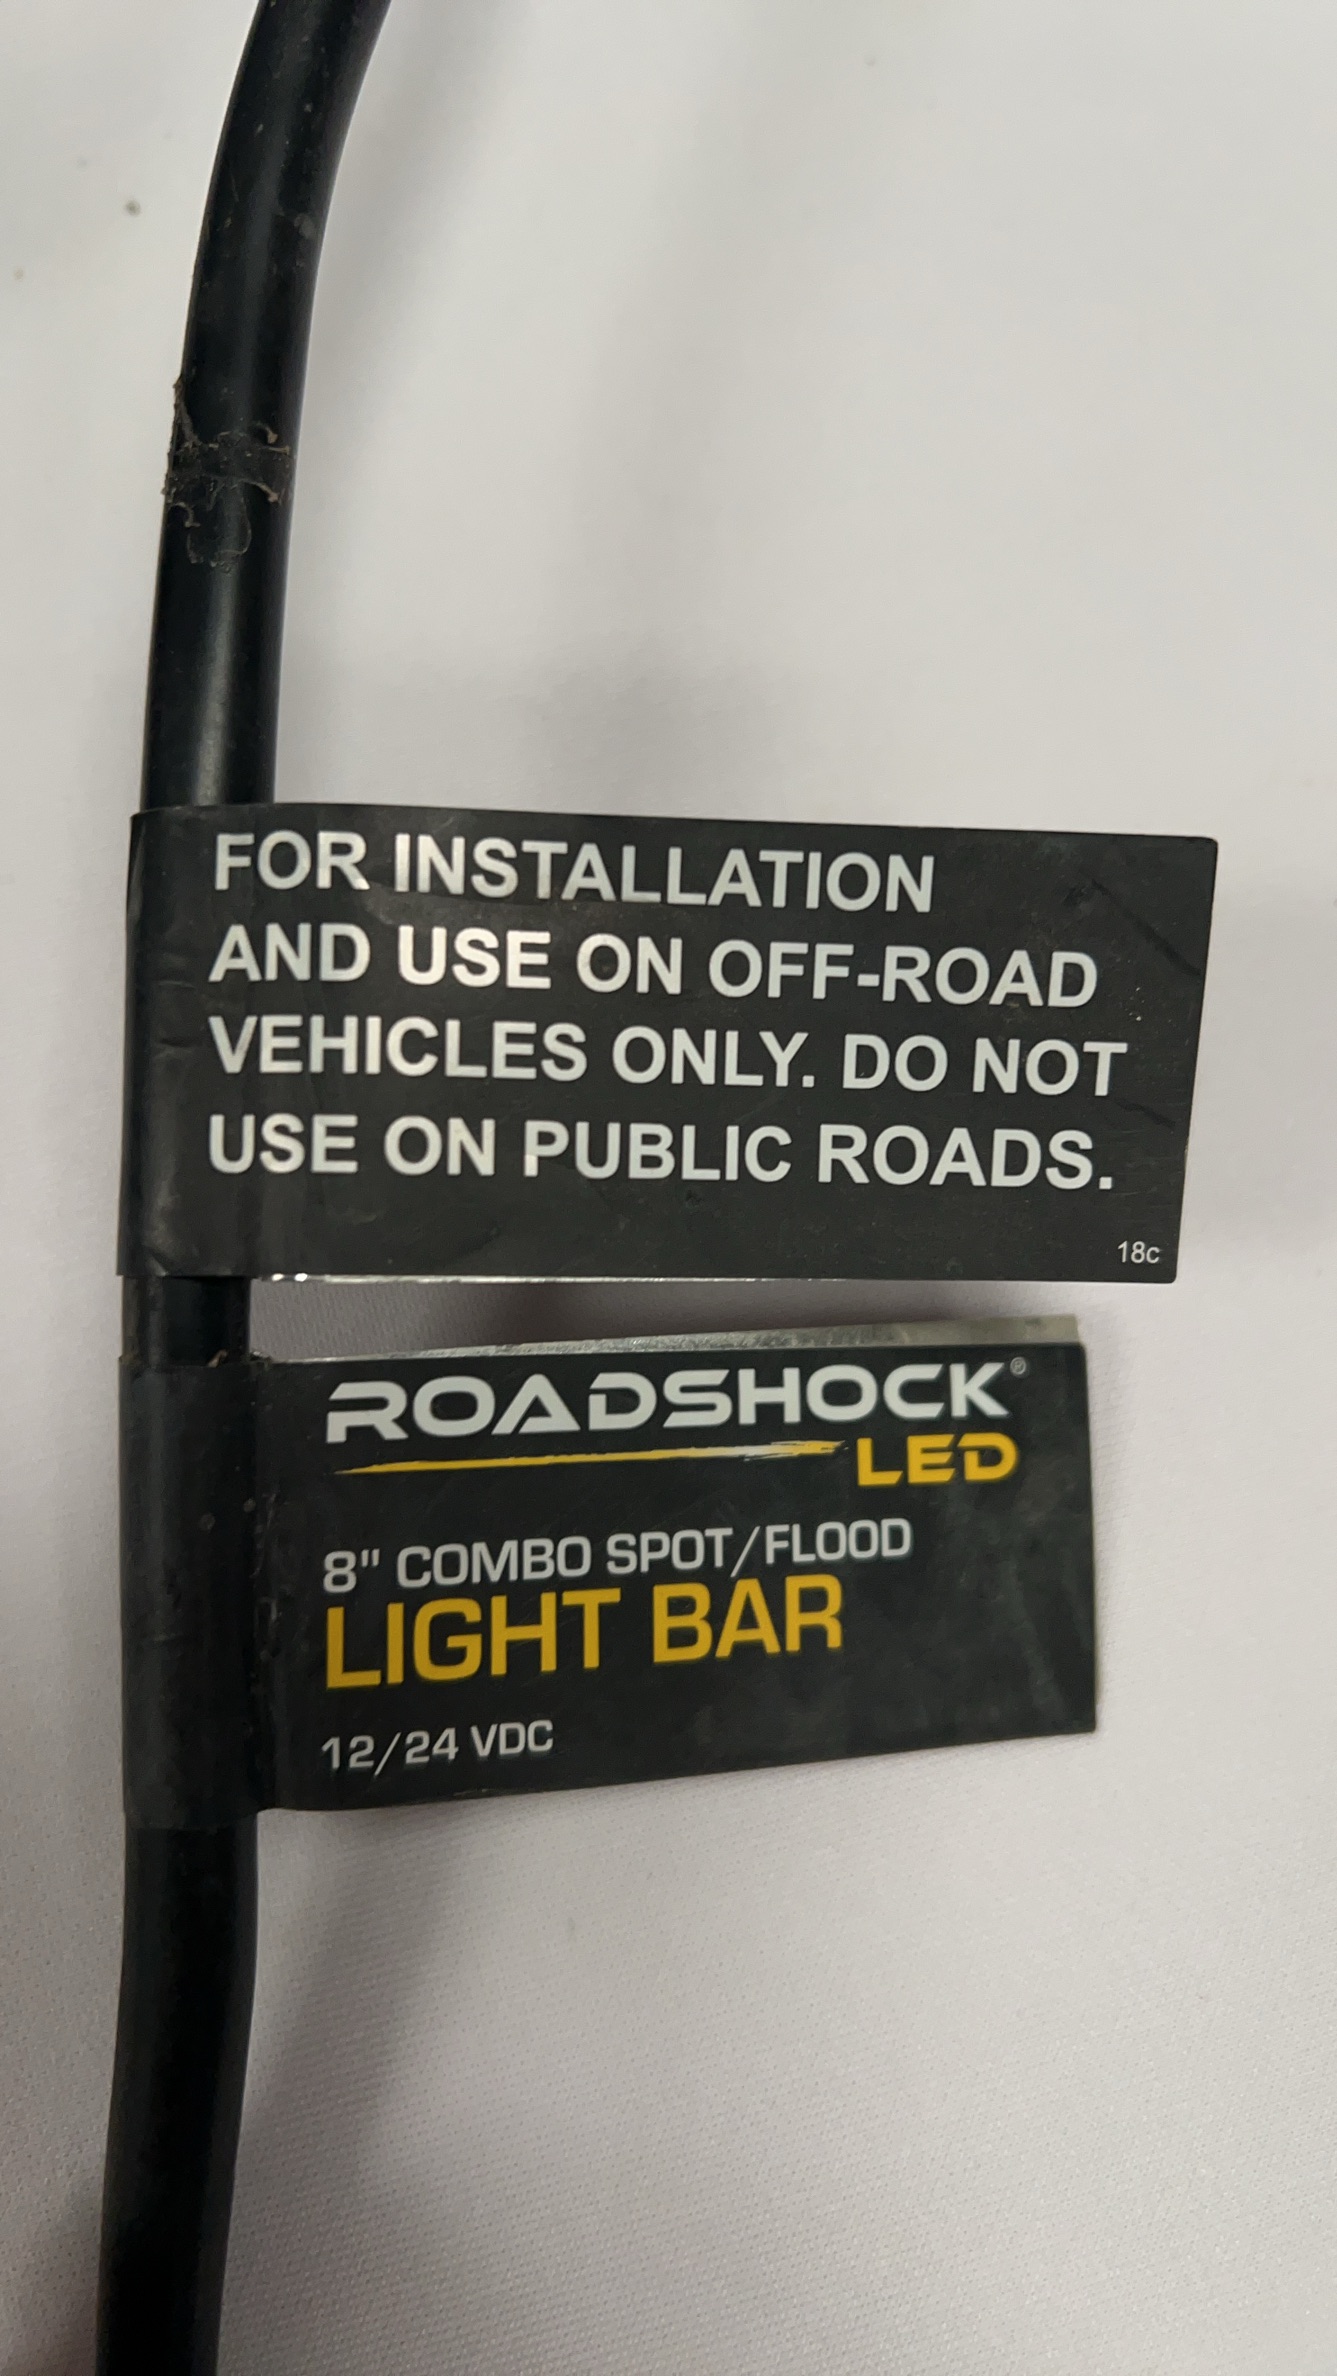 FOR INSTALLATION
AND USE ON OFF-ROAD
VEHICLES ONLY. DO NOT
USE ON PUBLIC ROADS.
18c
ROADSHOCK®
LED
8" COMBO SPOT/FLOOD
LIGHT BAR
12/24 VDC